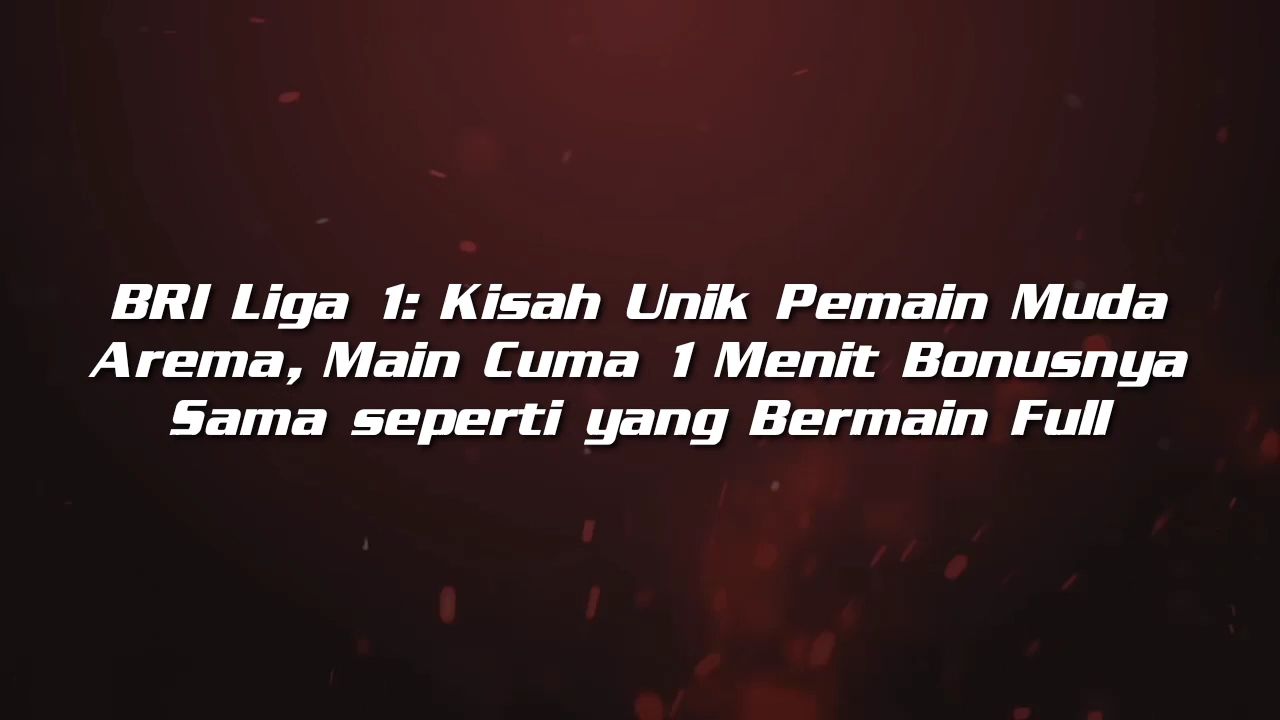 BRI Liga 1: Kisah Unik Pemain Muda
Arema, Main Cuma 1 Menit Bonusnya
Sama seperti yang Bermain Full